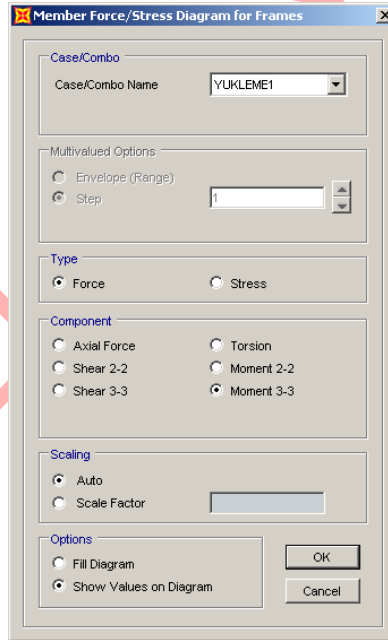 Member Force/Stress Diagram for Frames
Case/Combo
Case/Combo Name YUKLEME1
Multivalued Options
Envelope (Range)
Step 1
Type
Force Stress
Component
Axial Force Torsion
Shear 2-2 Moment 2-2
Shear 3-3 Moment 3-3
Scaling
Auto
Scale Factor
Options
Fill Diagram
Show Values on Diagram
OK
Cancel